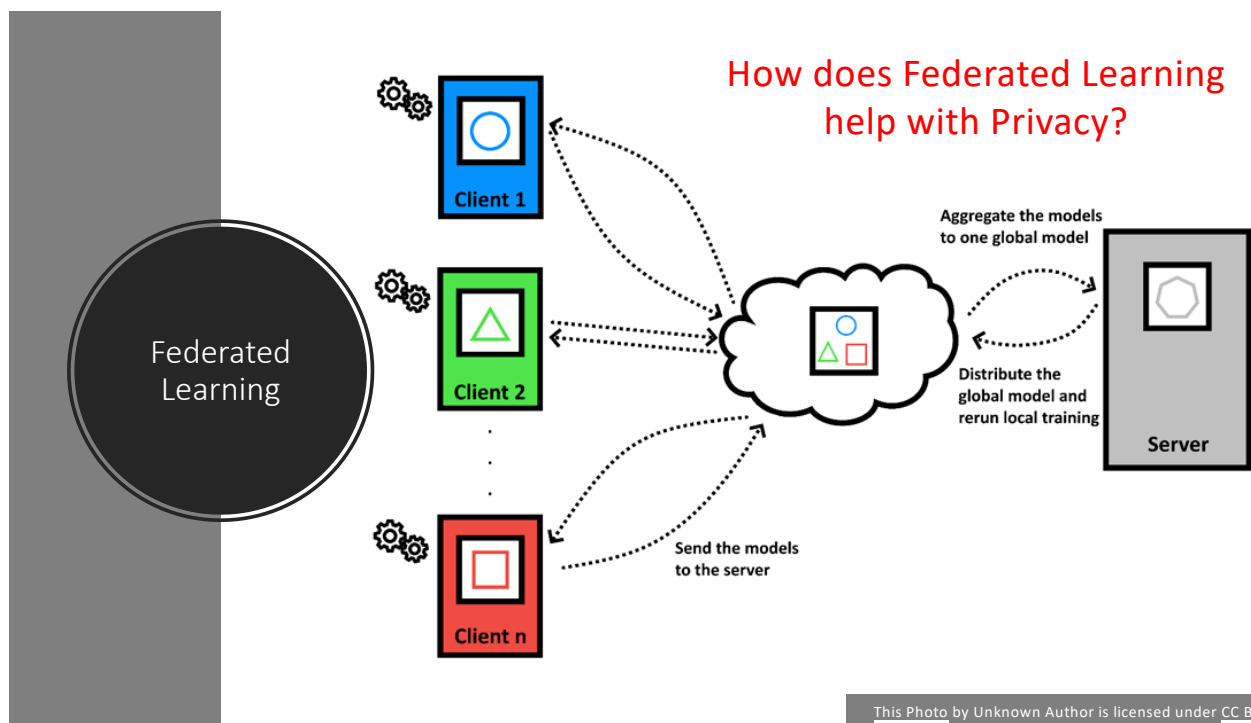 How does Federated Learning
help with Privacy?
Federated
Learning
Client 1
Client 2
.
.
.
Client n
Aggregate the models
to one global model
Distribute the
global model and
rerun local training
Server
Send the models
to the server
This Photo by Unknown Author is licensed under CC B